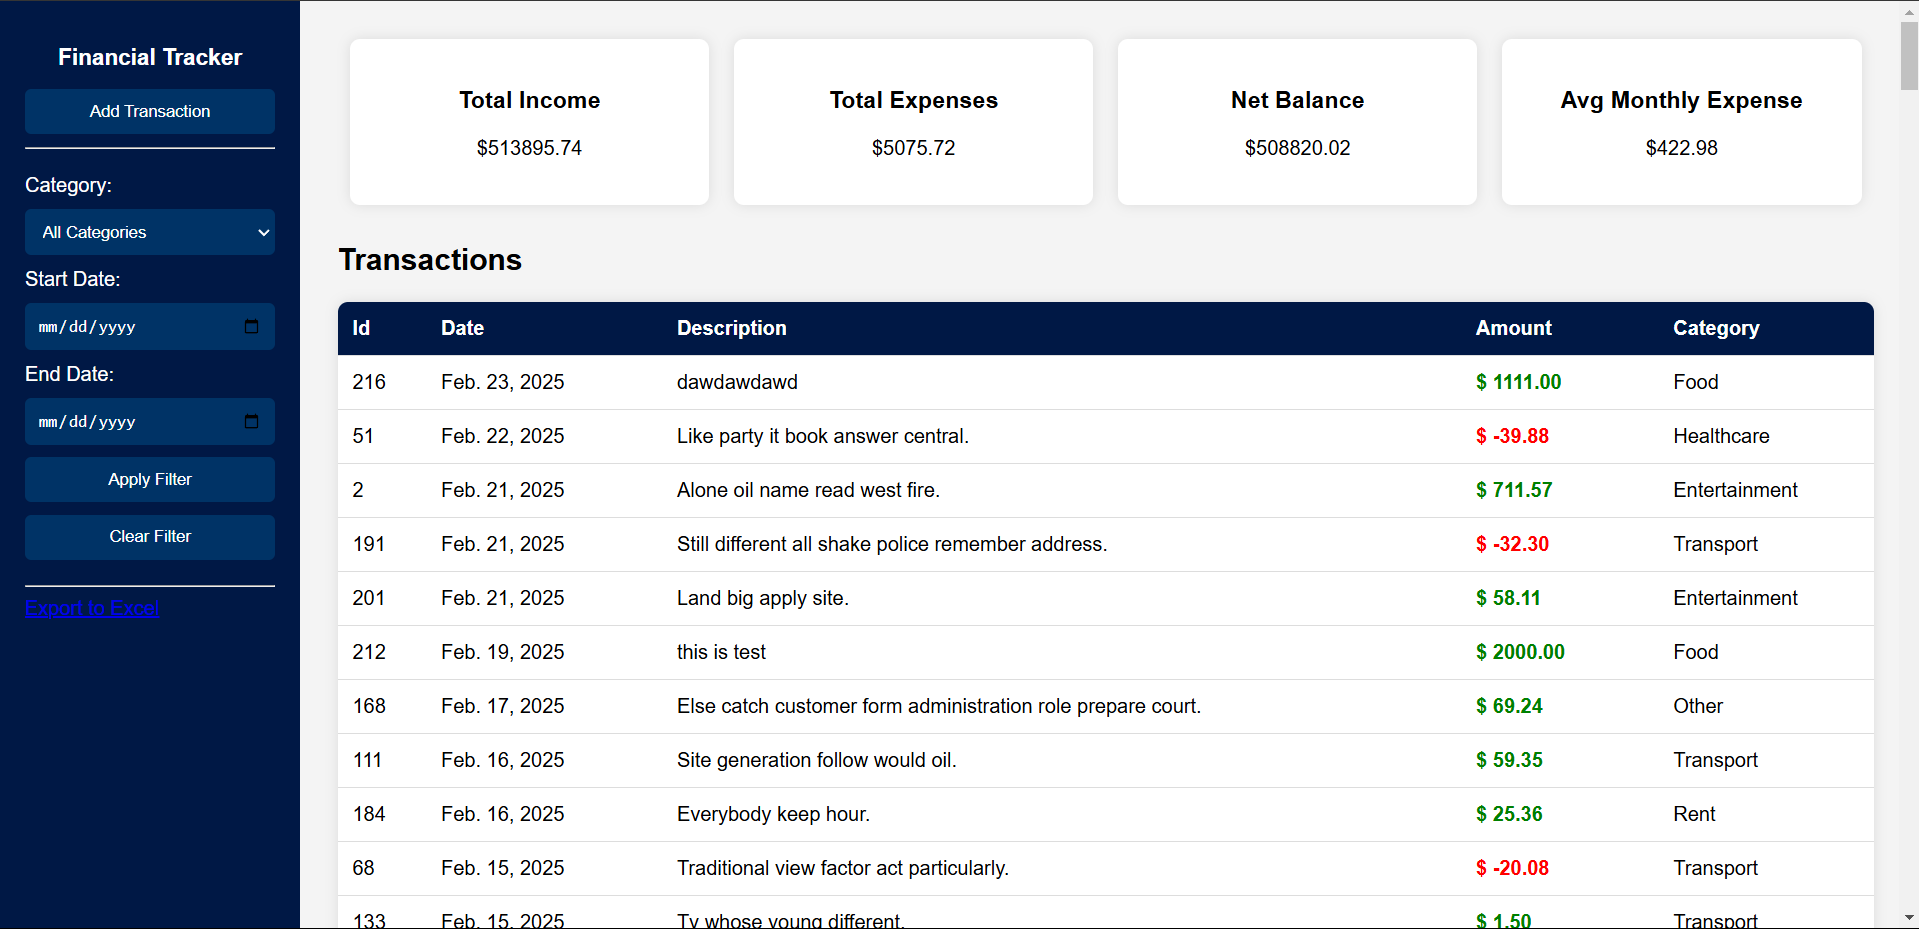 Financial Tracker
Add Transaction
Category:
All Categories
Start Date:
mm/dd/yyyy
End Date:
mm/dd/yyyy
Apply Filter
Clear Filter
Export to Excel
Total Income
$513895.74
Total Expenses
$5075.72
Net Balance
$508820.02
Avg Monthly Expense
$422.98
Transactions
Id Date Description Amount Category
216 Feb. 23, 2025 dawdawdawd $ 1111.00 Food
51 Feb. 22, 2025 Like party it book answer central. $ -39.88 Healthcare
2 Feb. 21, 2025 Alone oil name read west fire. $ 711.57 Entertainment
191 Feb. 21, 2025 Still different all shake police remember address. $ -32.30 Transport
201 Feb. 21, 2025 Land big apply site. $ 58.11 Entertainment
212 Feb. 19, 2025 this is test $ 2000.00 Food
168 Feb. 17, 2025 Else catch customer form administration role prepare court. $ 69.24 Other
111 Feb. 16, 2025 Site generation follow would oil. $ 59.35 Transport
184 Feb. 16, 2025 Everybody keep hour. $ 25.36 Rent
68 Feb. 15, 2025 Traditional view factor act particularly. $ -20.08 Transport
133 Feb. 15, 2025 Tv whose young different. $ 1.50 Transport